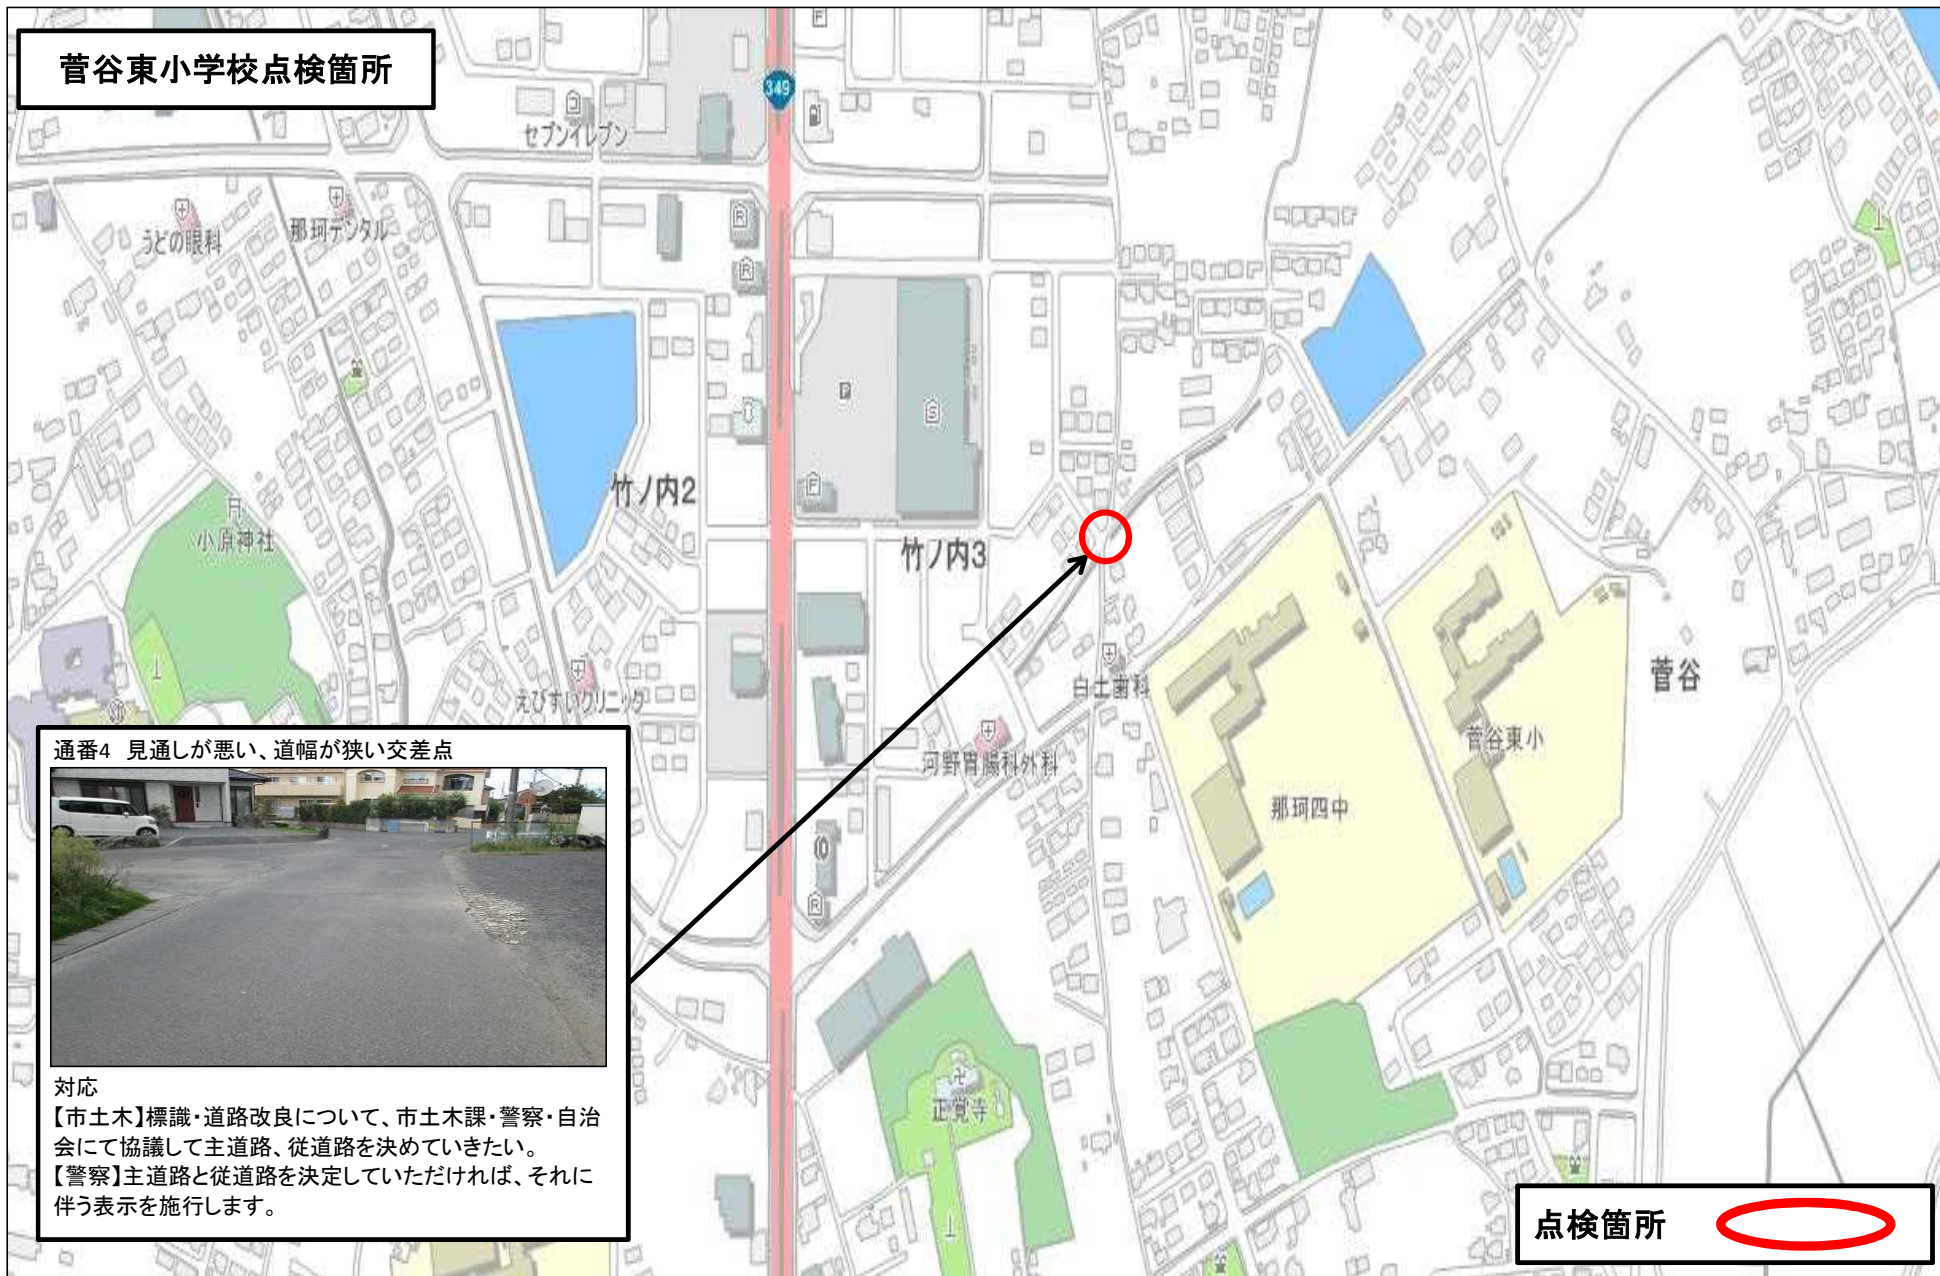 菅谷東小学校点検箇所
349
セブンイレブン
うどの眼科
那珂デンタル
竹ノ内2
小原神社
竹ノ内3
えびすいクリニック
白土歯科
河野胃腸科外科
菅谷
菅谷東小
那珂四中
正覚寺
通番4 見通しが悪い、道幅が狭い交差点
対応
【市土木】標識・道路改良について、市土木課・警察・自治
会にて協議して主道路、従道路を決めていきたい。
【警察】主道路と従道路を決定していただければ、それに
伴う表示を施行します。
点検箇所